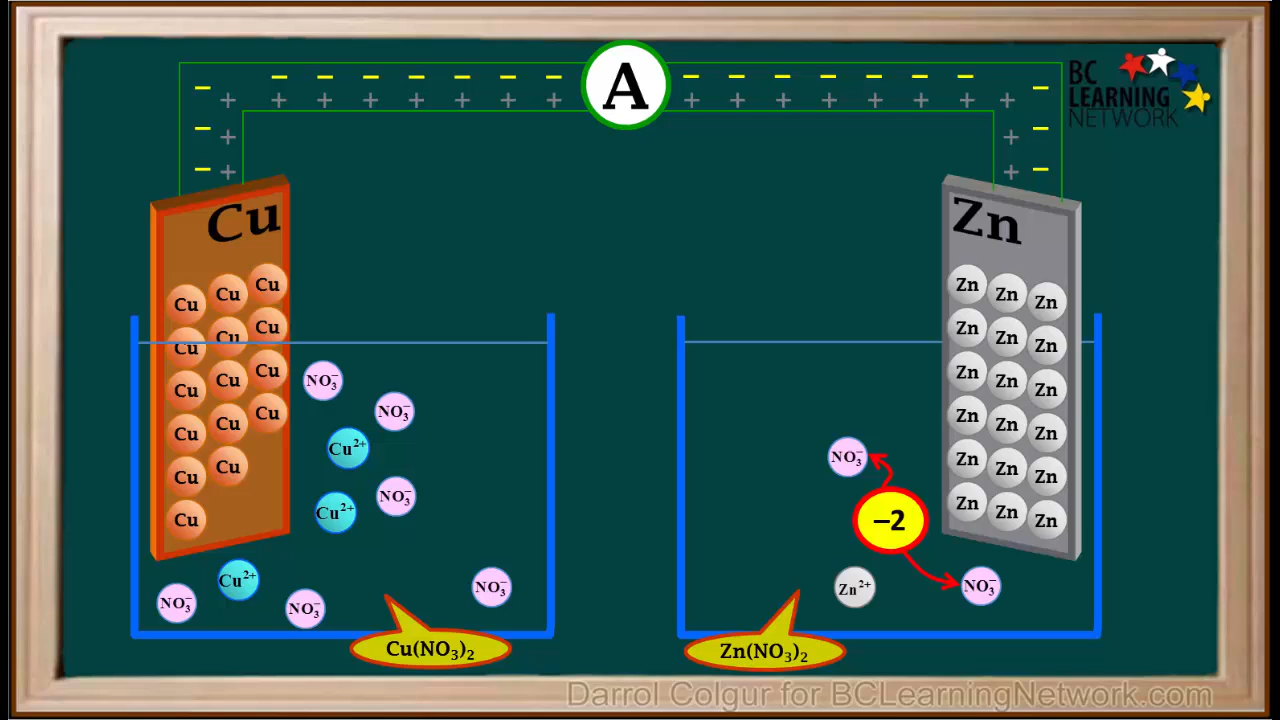 A
BC
LEARNING
NETWORK
Cu
Zn
Cu Cu Cu
Cu Cu Cu
Cu Cu Cu
Cu Cu Cu
Cu Cu
Cu
Zn Zn Zn
Zn Zn Zn
Zn Zn Zn
Zn Zn Zn
Zn Zn Zn
Zn Zn Zn
NO₃⁻
NO₃⁻
Cu²⁺
NO₃⁻
Cu²⁺
Cu²⁺
NO₃⁻
NO₃⁻
NO₃⁻
Cu(NO₃)₂
NO₃⁻
–2
Zn²⁺
NO₃⁻
Zn(NO₃)₂
Darrol Colgur for BCLearningNetwork.com